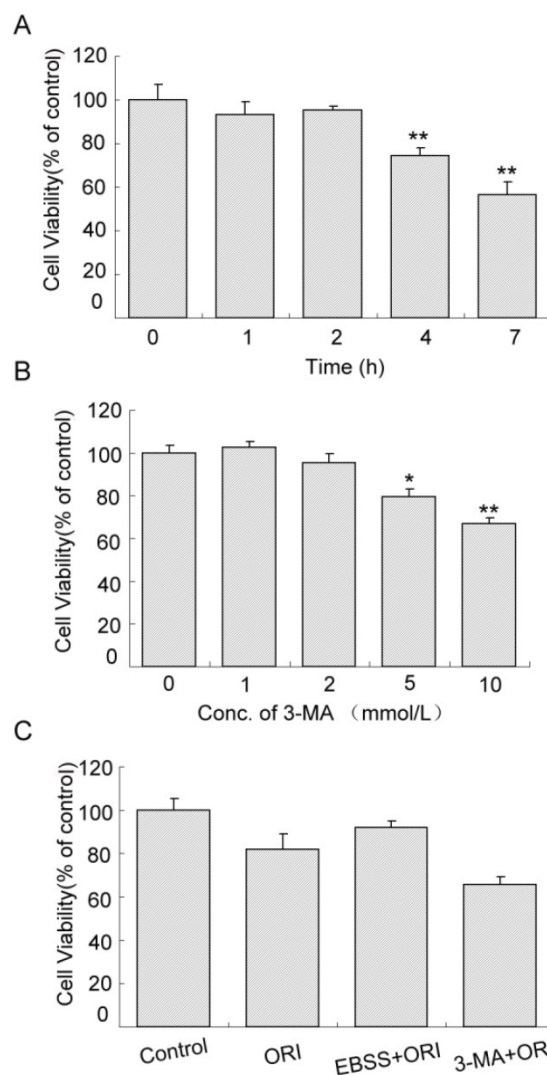 A
Cell Viability(% of control)
120
100
80
60
40
20
0
**
**
0 1 2 4 7
Time (h)
B
Cell Viability(% of control)
120
100
80
60
40
20
0
*
**
0 1 2 5 10
Conc. of 3-MA （mmol/L）
C
Cell Viability(% of control)
120
100
80
60
40
20
0
Control ORI EBSS+ORI 3-MA+OR